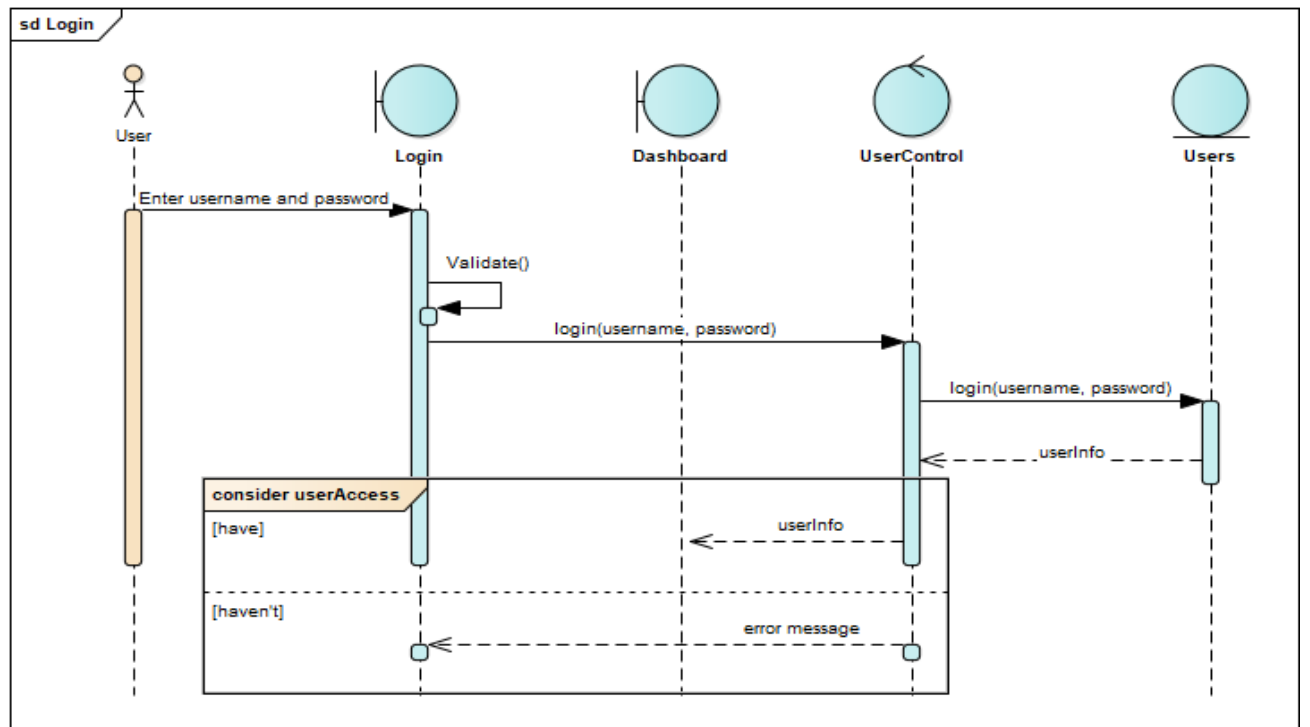 sd Login
User
Login
Dashboard
UserControl
Users
Enter username and password
Validate()
login(username, password)
login(username, password)
userInfo
consider userAccess
[have]
userInfo
[haven't]
error message